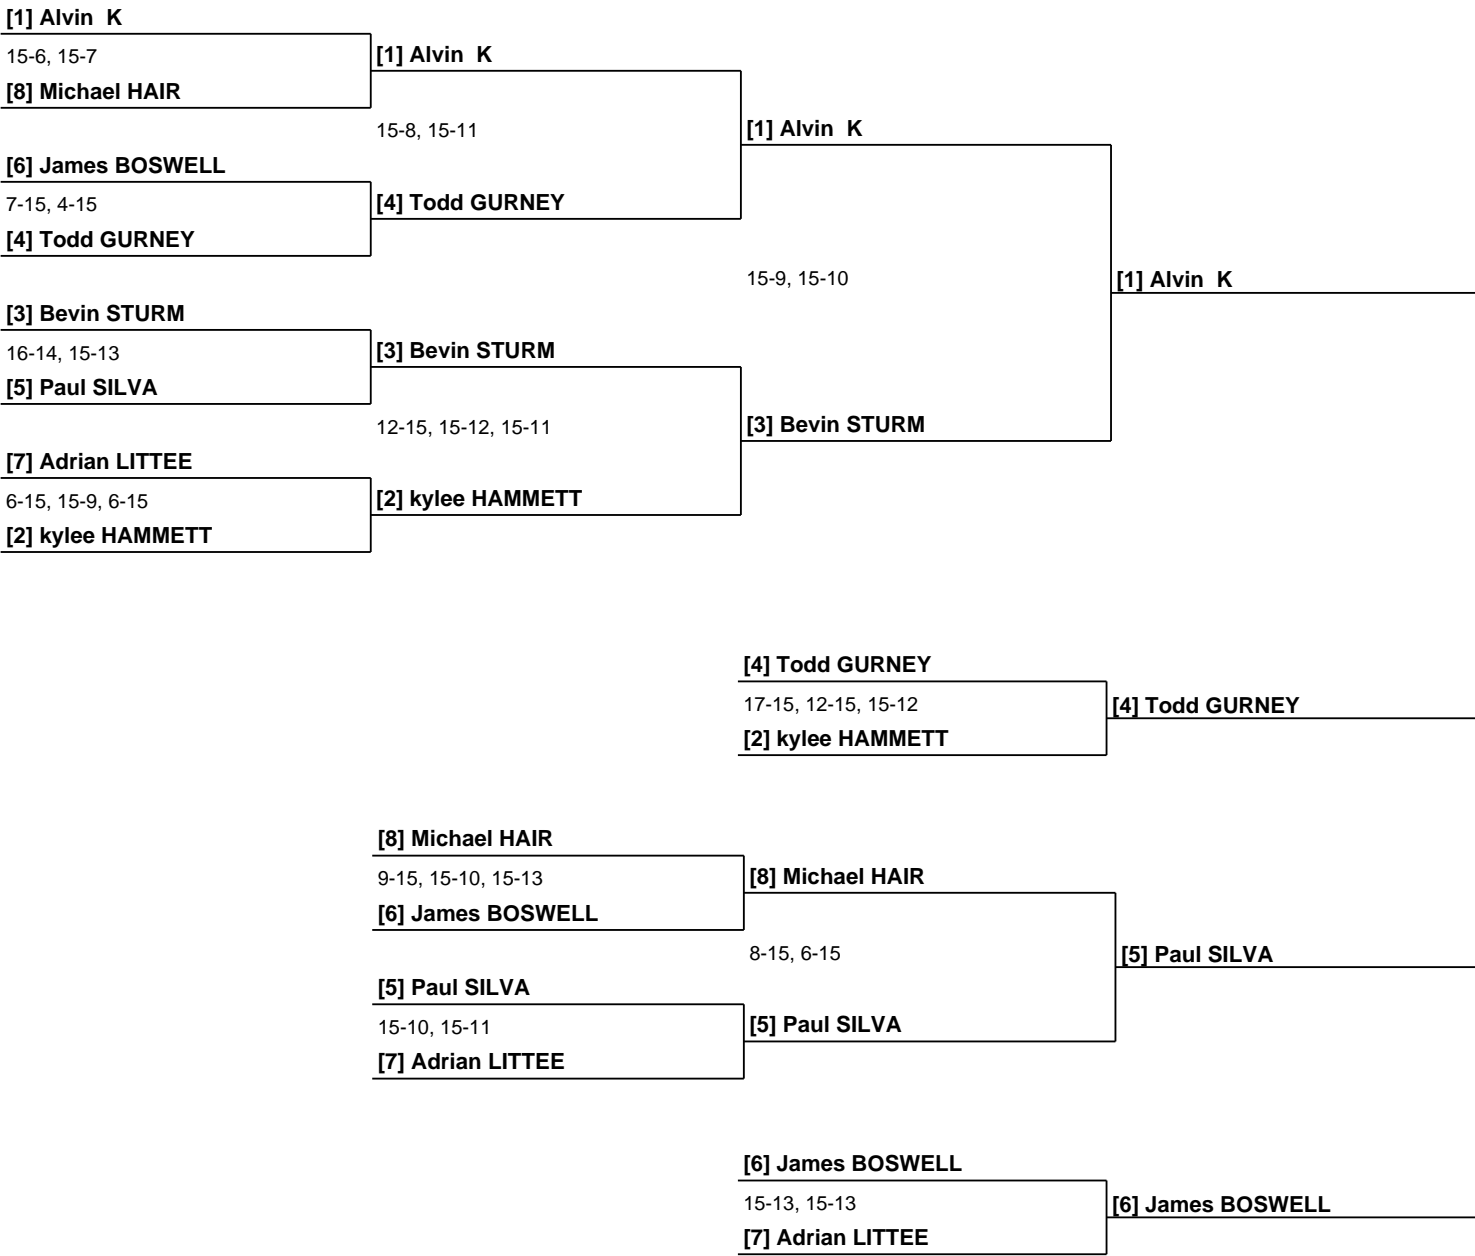 [1] Alvin  K
15-6, 15-7
[8] Michael HAIR
[1] Alvin  K
15-8, 15-11
[6] James BOSWELL
7-15, 4-15
[4] Todd GURNEY
[4] Todd GURNEY
[1] Alvin  K
15-9, 15-10
[1] Alvin  K
[3] Bevin STURM
16-14, 15-13
[5] Paul SILVA
[3] Bevin STURM
12-15, 15-12, 15-11
[7] Adrian LITTEE
6-15, 15-9, 6-15
[2] kylee HAMMETT
[2] kylee HAMMETT
[3] Bevin STURM
[4] Todd GURNEY
17-15, 12-15, 15-12
[2] kylee HAMMETT
[4] Todd GURNEY
[8] Michael HAIR
9-15, 15-10, 15-13
[6] James BOSWELL
[8] Michael HAIR
8-15, 6-15
[5] Paul SILVA
15-10, 15-11
[7] Adrian LITTEE
[5] Paul SILVA
[5] Paul SILVA
[6] James BOSWELL
15-13, 15-13
[7] Adrian LITTEE
[6] James BOSWELL